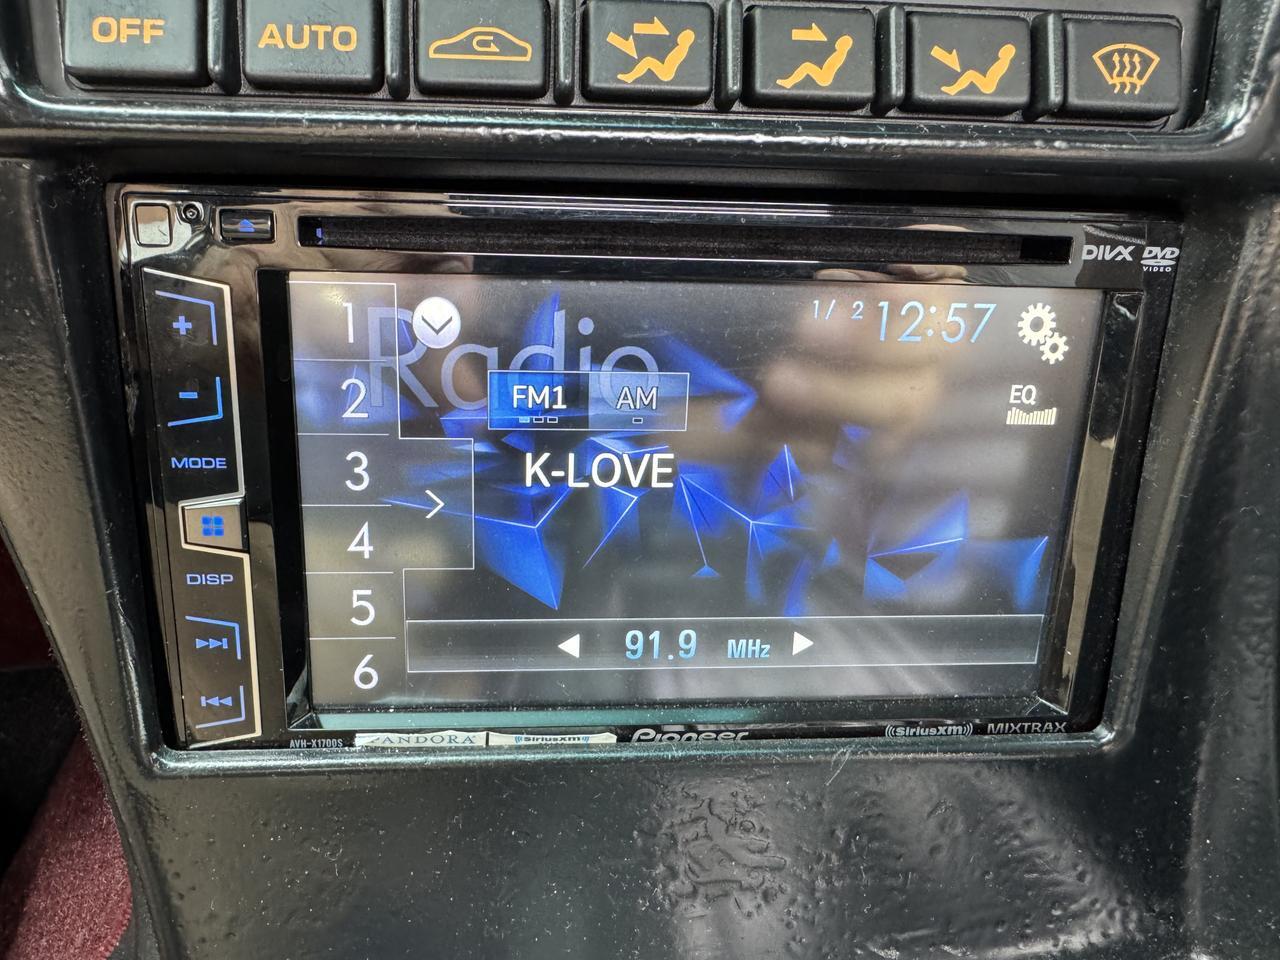 OFF AUTO
DIVX DVD
VIDEO
+
-
MODE
DISP
1
2
3
4
5
6
Radio
1/ 2 12:57
FM1 AM
EQ
K-LOVE
91.9 MHz
AVH-X1700S PANDORA SiriusXM Pioneer SiriusXM MIXTRAX